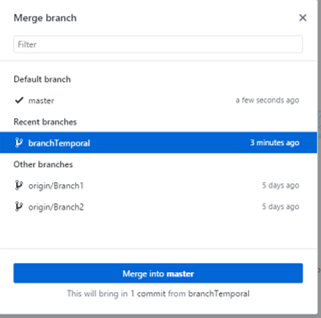 Merge branch
Filter
Default branch
master a few seconds ago
Recent branches
branchTemporal 3 minutes ago
Other branches
origin/Branch1 5 days ago
origin/Branch2 5 days ago
Merge into master
This will bring in 1 commit from branchTemporal